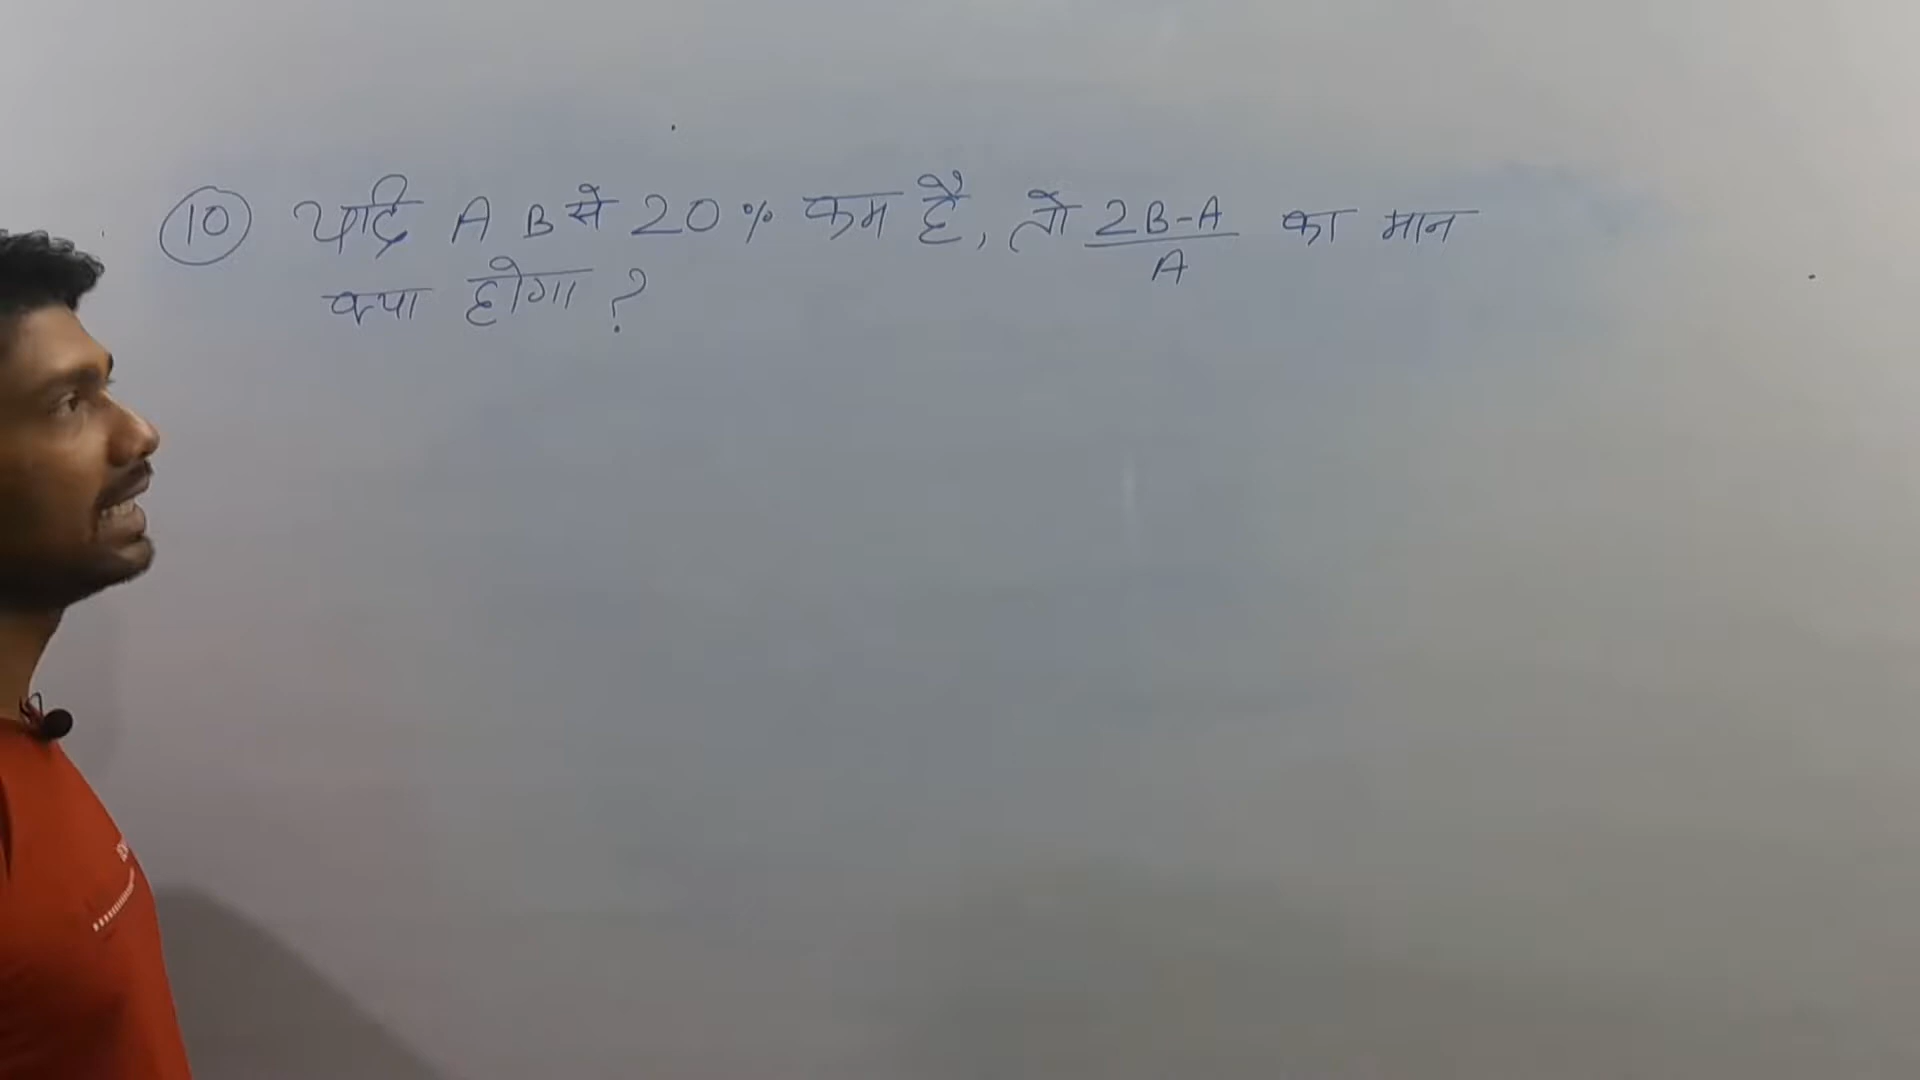 10 यदि A B से 20% कम है, तो 2B-A/A का मान
क्या होगा ?